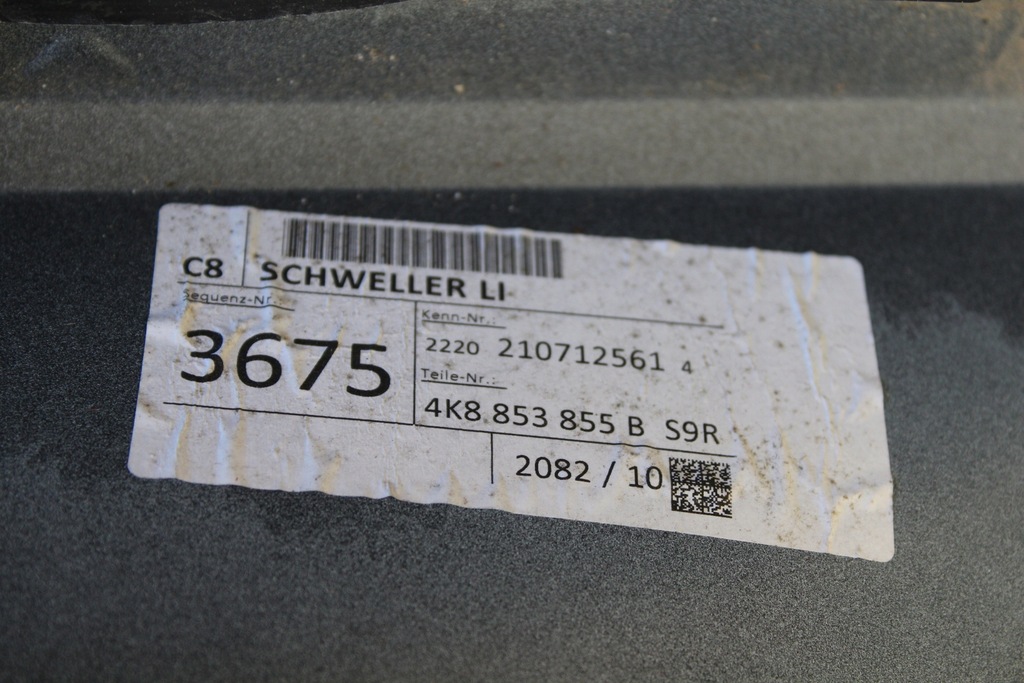 C8 SCHWELLER LI
Sequenz-Nr.:
3675
Kenn-Nr.:
2220 210712561 4
Teile-Nr.:
4K8 853 855 B S9R
2082 / 10